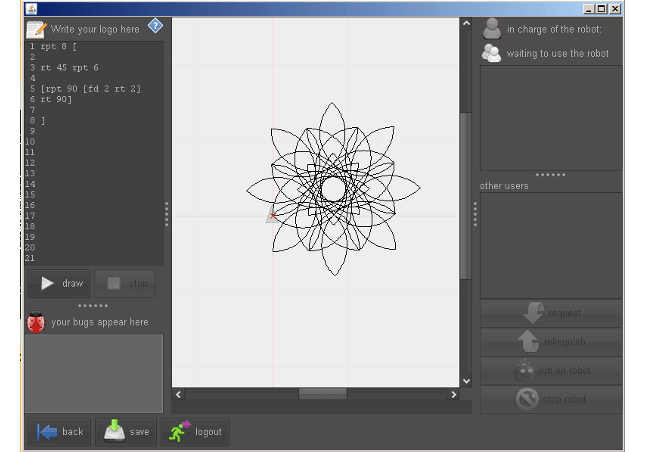 Write your logo here
?
1 rpt 8 [
2
3 rt 45 rpt 6
4
5 [rpt 90 [fd 2 rt 2]
6 rt 90]
7
8 ]
9
10
11
12
13
14
15
16
17
18
19
20
21
draw
stop
your bugs appear here
back
save
logout
in charge of the robot:
waiting to use the robot
other users
request
relinquish
run on robot
stop robot